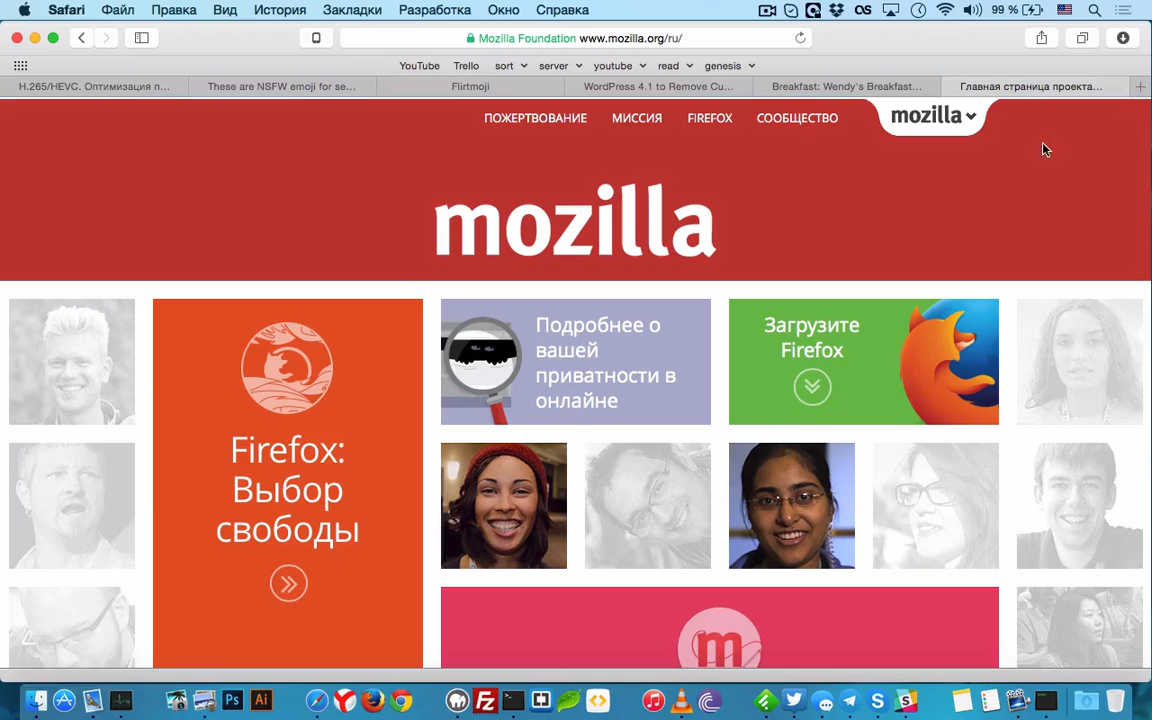 Safari Файл Правка Вид История Закладки Разработка Окно Справка 99 %
Mozilla Foundation www.mozilla.org/ru/
YouTube Trello sort server youtube read genesis
H.265/HEVC. Оптимизация п... These are NSFW emoji for se... Flirtmoji WordPress 4.1 to Remove Cu... Breakfast: Wendy's Breakfast... Главная страница проекта...
ПОЖЕРТВОВАНИЕ МИССИЯ FIREFOX СООБЩЕСТВО mozilla
mozilla
Firefox:
Выбор
свободы
Подробнее о
вашей
приватности в
онлайне
Загрузите
Firefox
m
Ps Ai Fz S